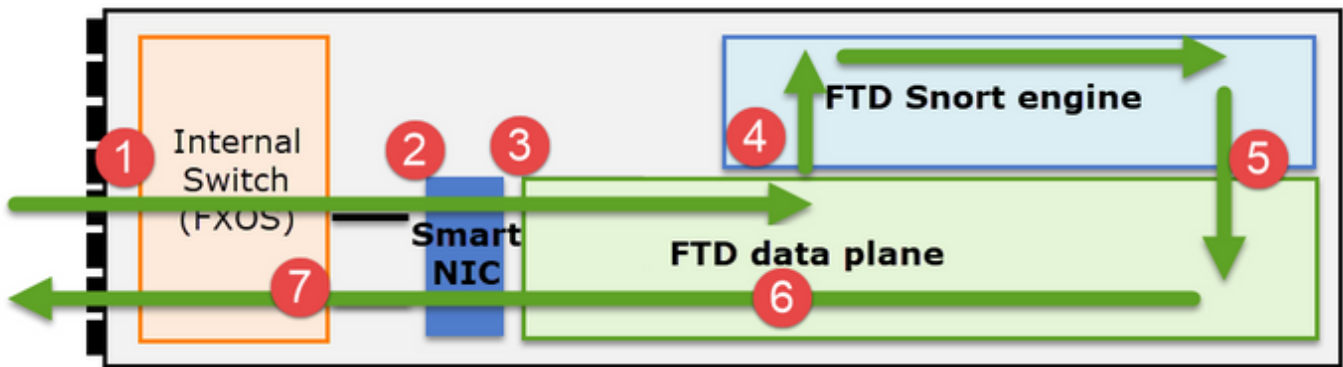 1
Internal
Switch
(FXOS)
2
Smart
NIC
3
4
FTD Snort engine
5
FTD data plane
6
7